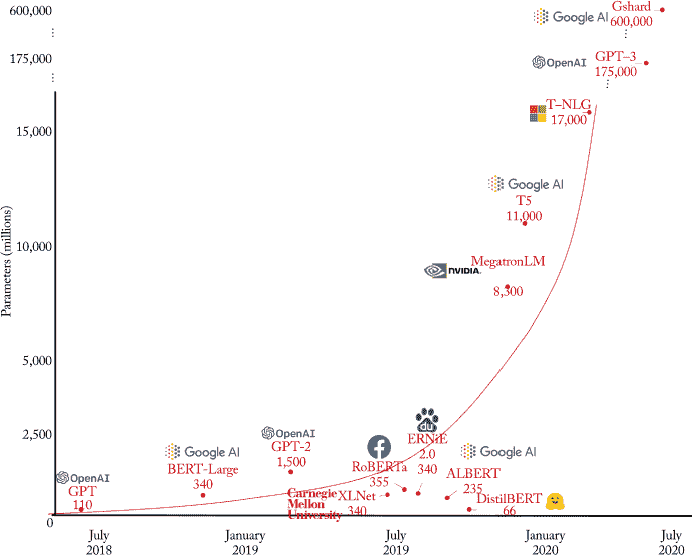 600,000
175,000
15,000
10,000
5,000
2,500
0
Parameters (millions)
Google AI
Gshard
600,000
OpenAI
GPT-3
175,000
T-NLG
17,000
Google AI
T5
11,000
MegatronLM
NVIDIA.
8,300
du
ERNiE
2.0
340
OpenAI
GPT-2
1,500
Google AI
BERT-Large
340
OpenAI
GPT
110
RoBERTa
355
Google AI
ALBERT
235
Carnegie
Mellon
University
XLNet
340
DistilBERT
66
July
2018
January
2019
July
2019
January
2020
July
2020